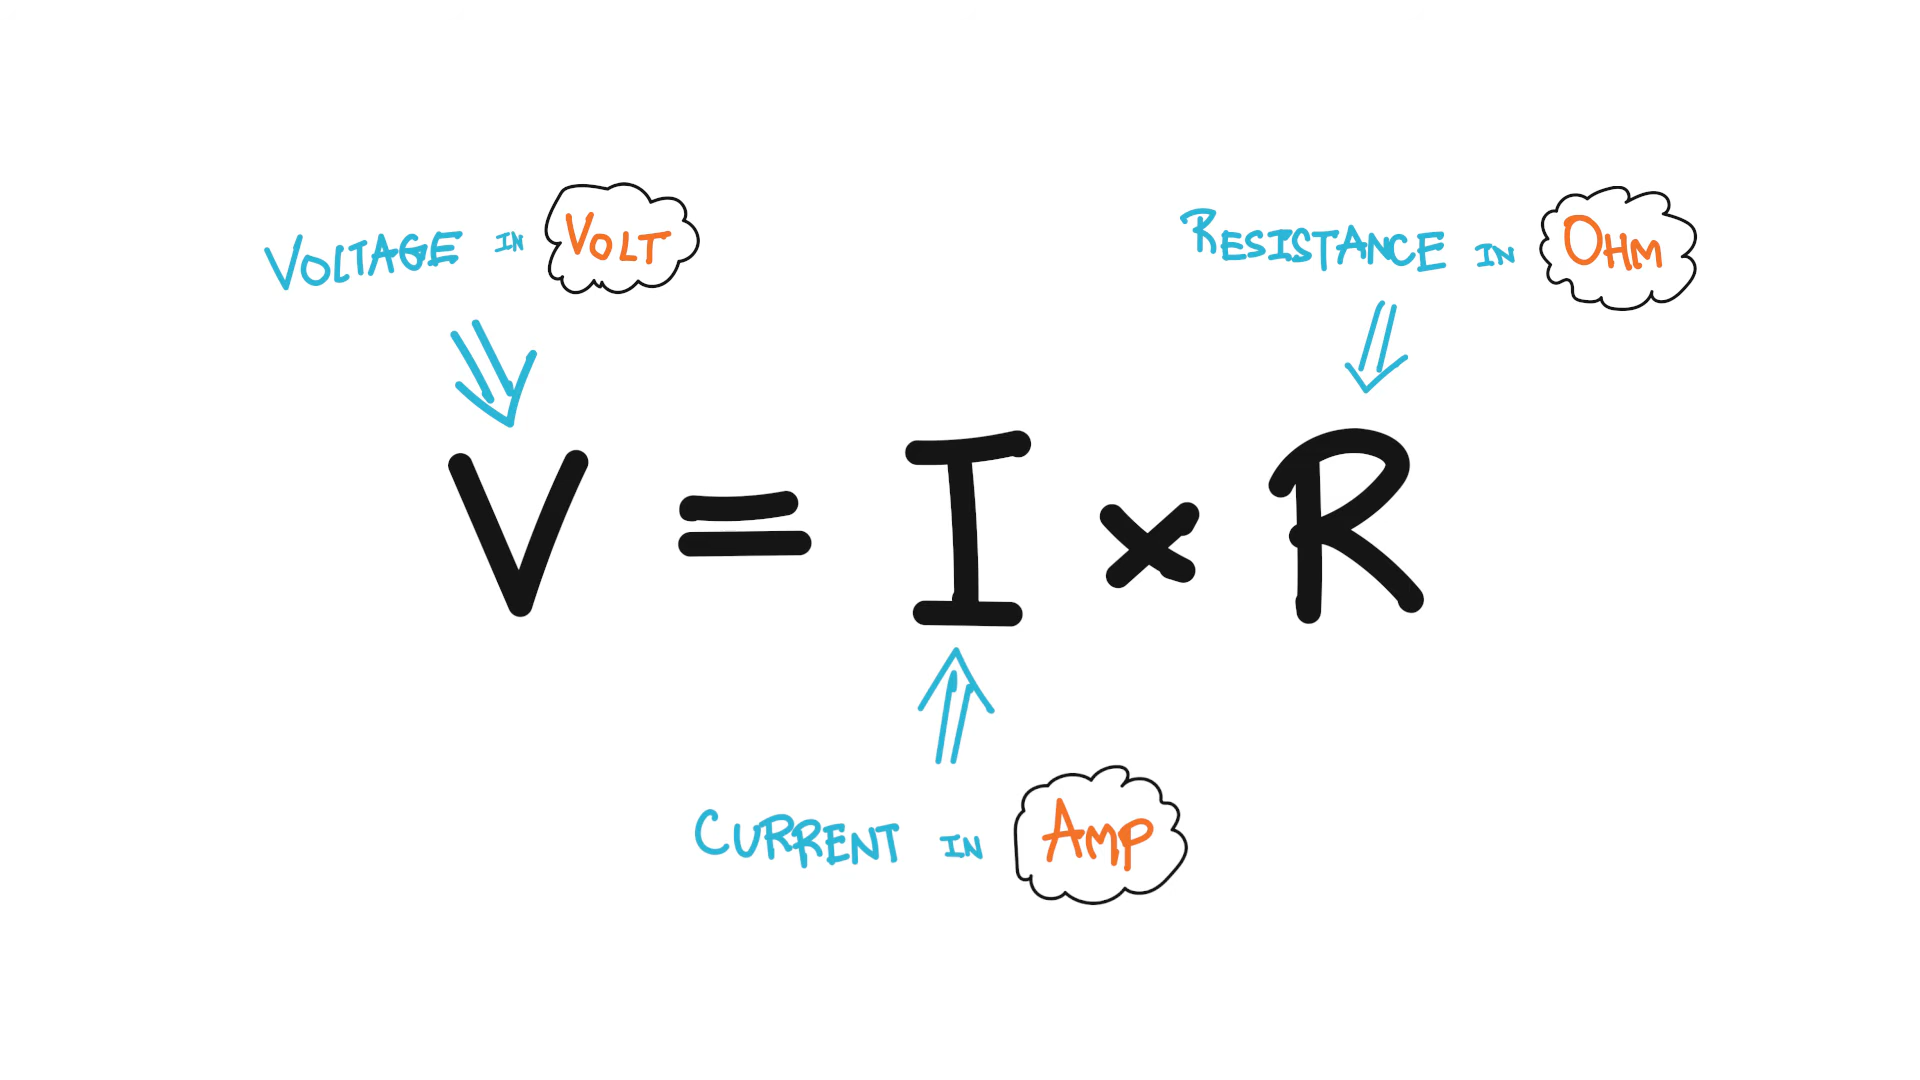 VOLTAGE IN VOLT
RESISTANCE IN OHM
V = I × R
CURRENT IN AMP